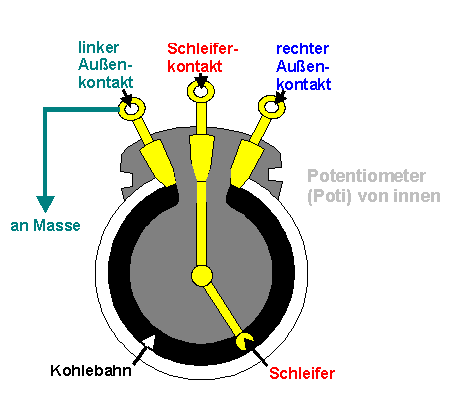 linker
Außen-
kontakt
Schleifer-
kontakt
rechter
Außen-
kontakt
Potentiometer
(Poti) von innen
an Masse
Kohlebahn
Schleifer